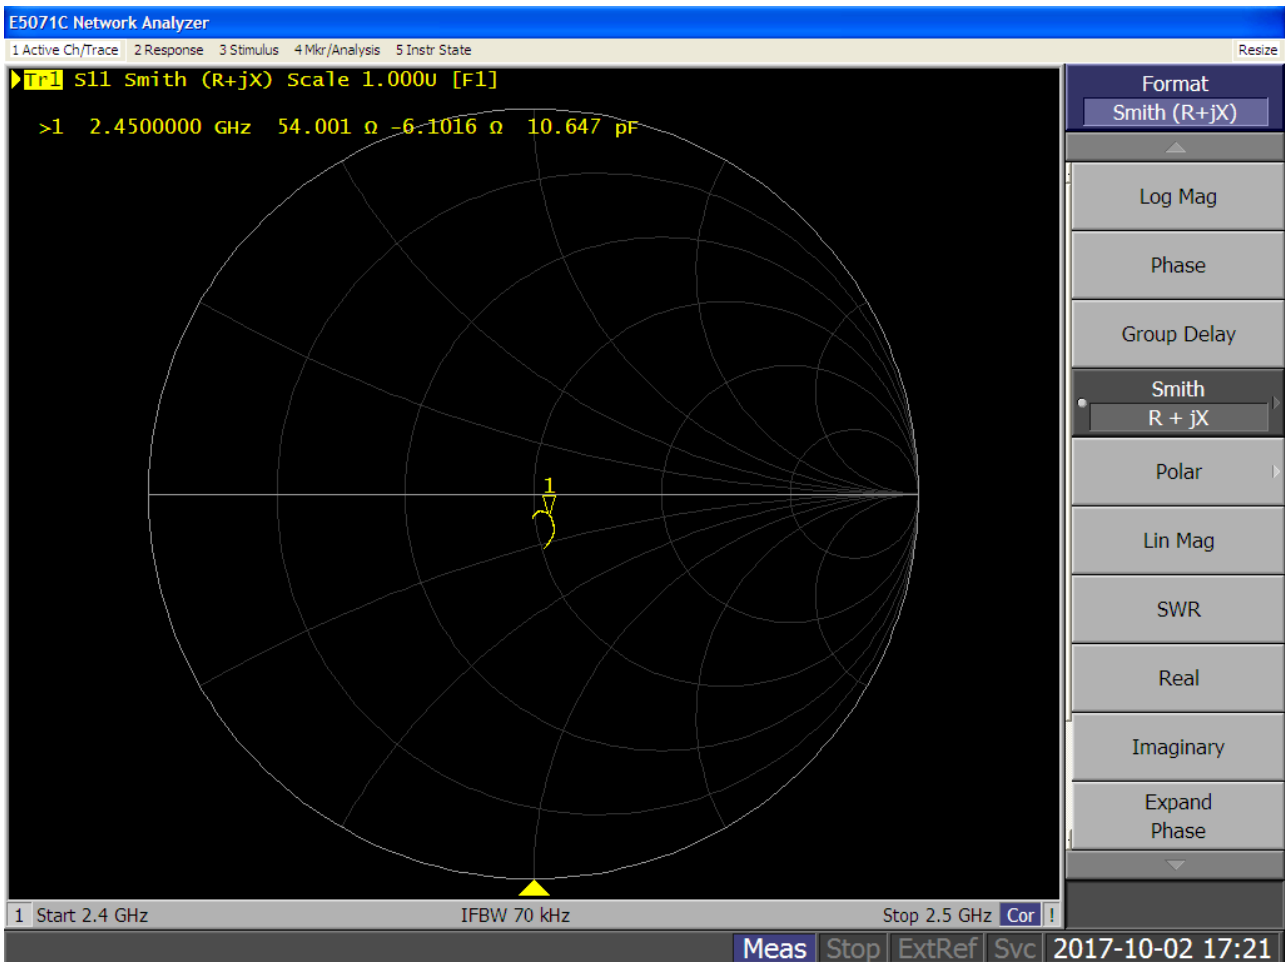 E5071C Network Analyzer
1 Active Ch/Trace 2 Response 3 Stimulus 4 Mkr/Analysis 5 Instr State Resize
Tr1 S11 Smith (R+jX) Scale 1.000U [F1]
>1 2.4500000 GHz 54.001 Ω -6.1016 Ω 10.647 pF
1
Format
Smith (R+jX)
Log Mag
Phase
Group Delay
Smith
R + jX
Polar
Lin Mag
SWR
Real
Imaginary
Expand
Phase
1 Start 2.4 GHz IFBW 70 kHz Stop 2.5 GHz Cor !
Meas Stop ExtRef Svc 2017-10-02 17:21